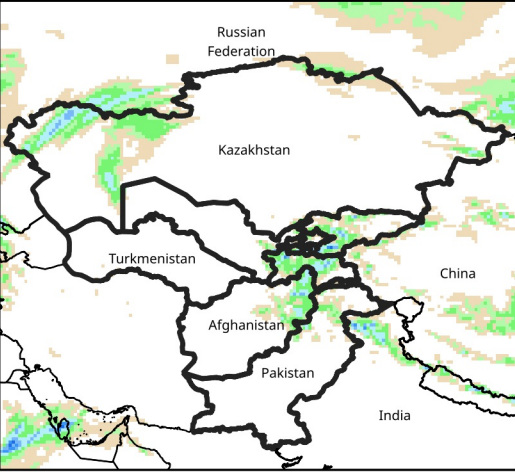 Russian
Federation
Kazakhstan
Turkmenistan
China
Afghanistan
Pakistan
India